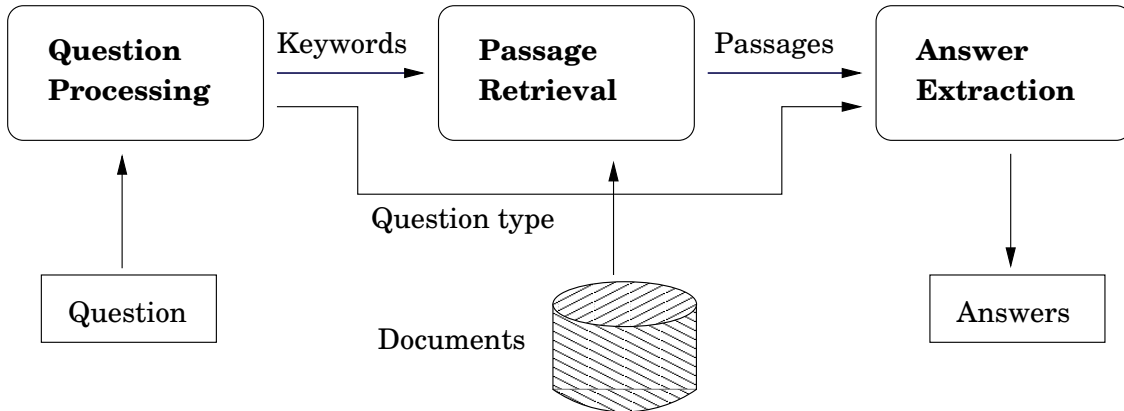 Question
Processing
Keywords
Passage
Retrieval
Passages
Answer
Extraction
Question type
Question
Documents
Answers